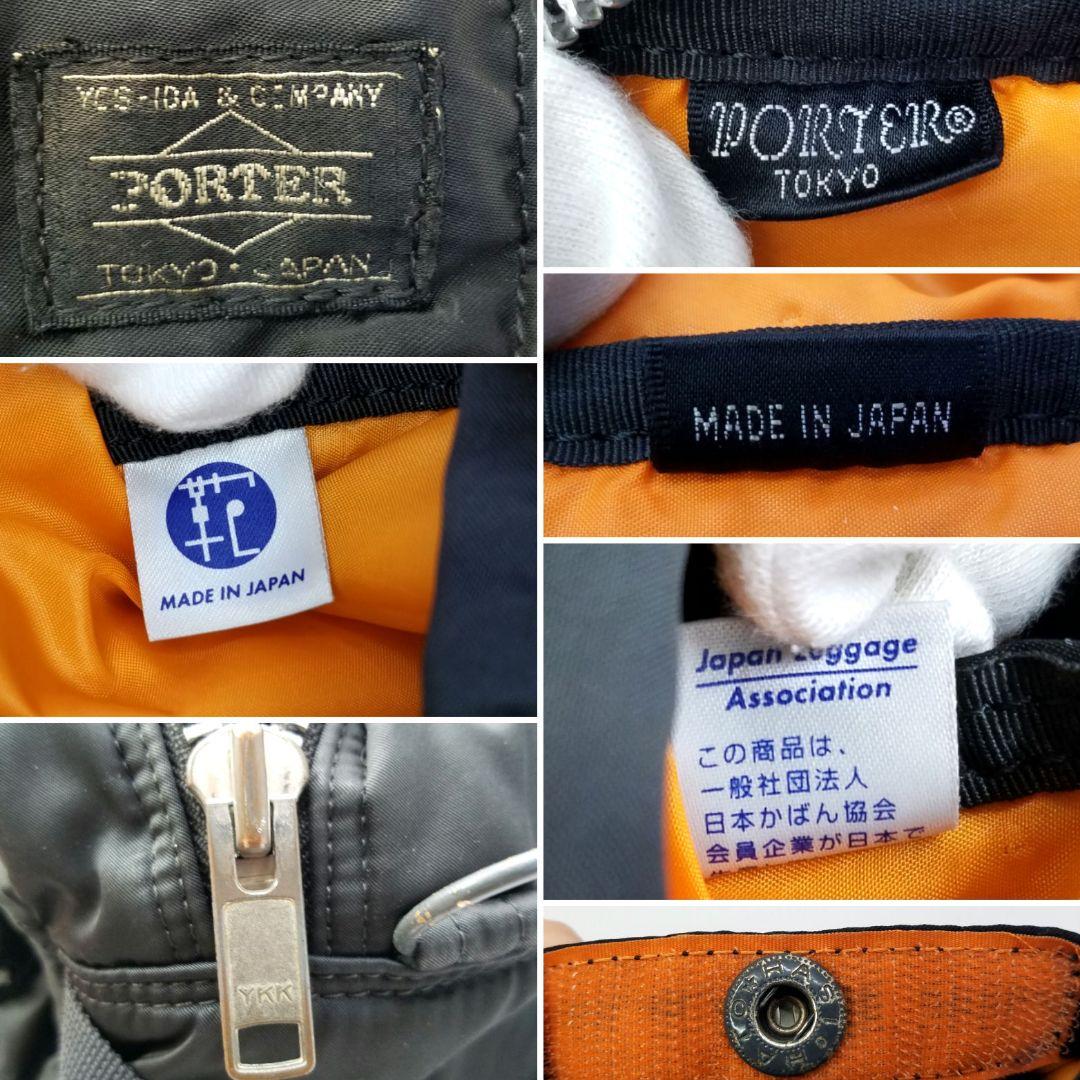 YOSHIDA & COMPANY
PORTER
TOKYO • JAPAN
PORTER®
TOKYO
MADE IN JAPAN
MADE IN JAPAN
Japan Luggage
Association
この商品は、
一般社団法人
日本かばん協会
会員企業が日本で
YKK